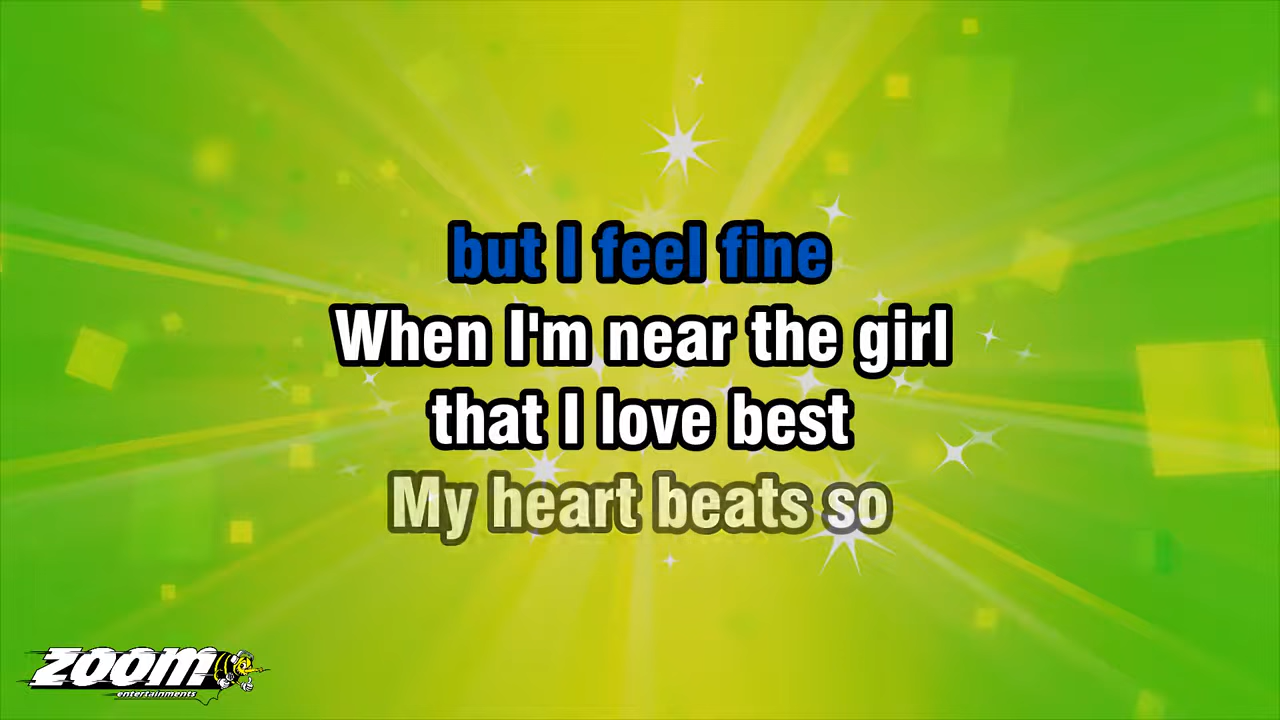 but I feel fine
When I'm near the girl
that I love best
My heart beats so
ZOOM
entertainments